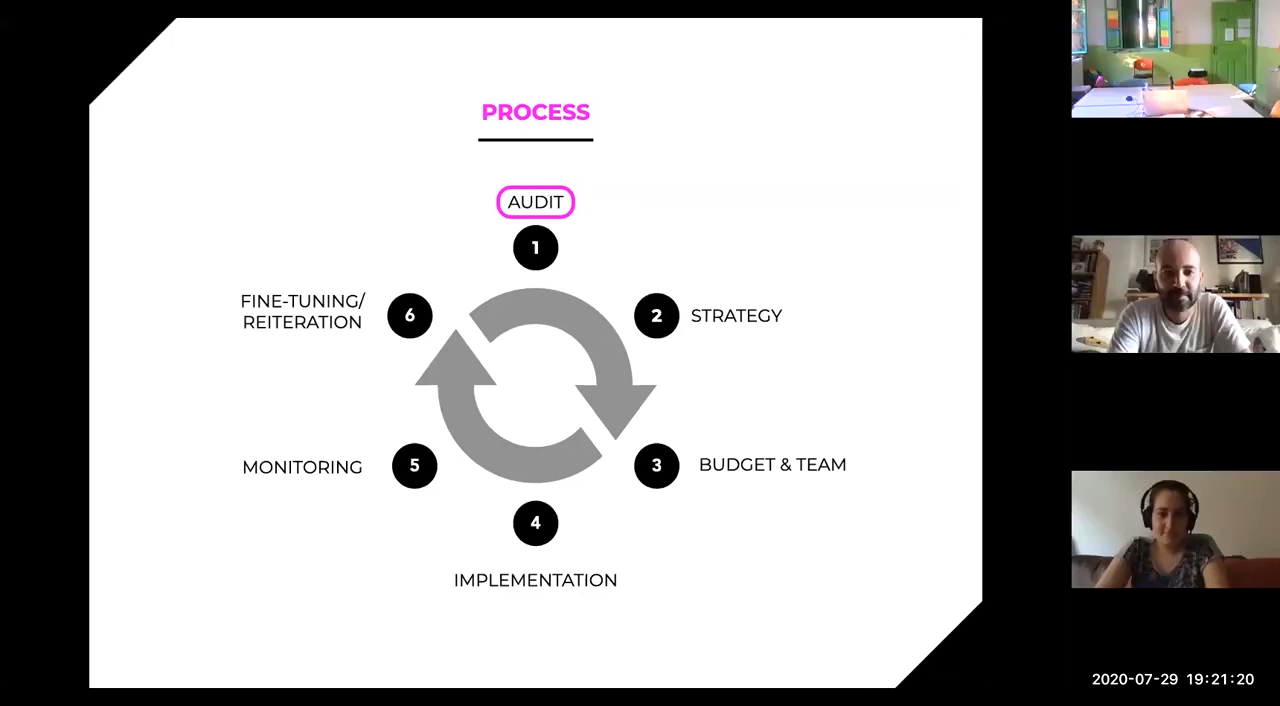 PROCESS
AUDIT
1
2 STRATEGY
3 BUDGET & TEAM
4
IMPLEMENTATION
5
MONITORING
6
FINE-TUNING/
REITERATION
2020-07-29 19:21:20